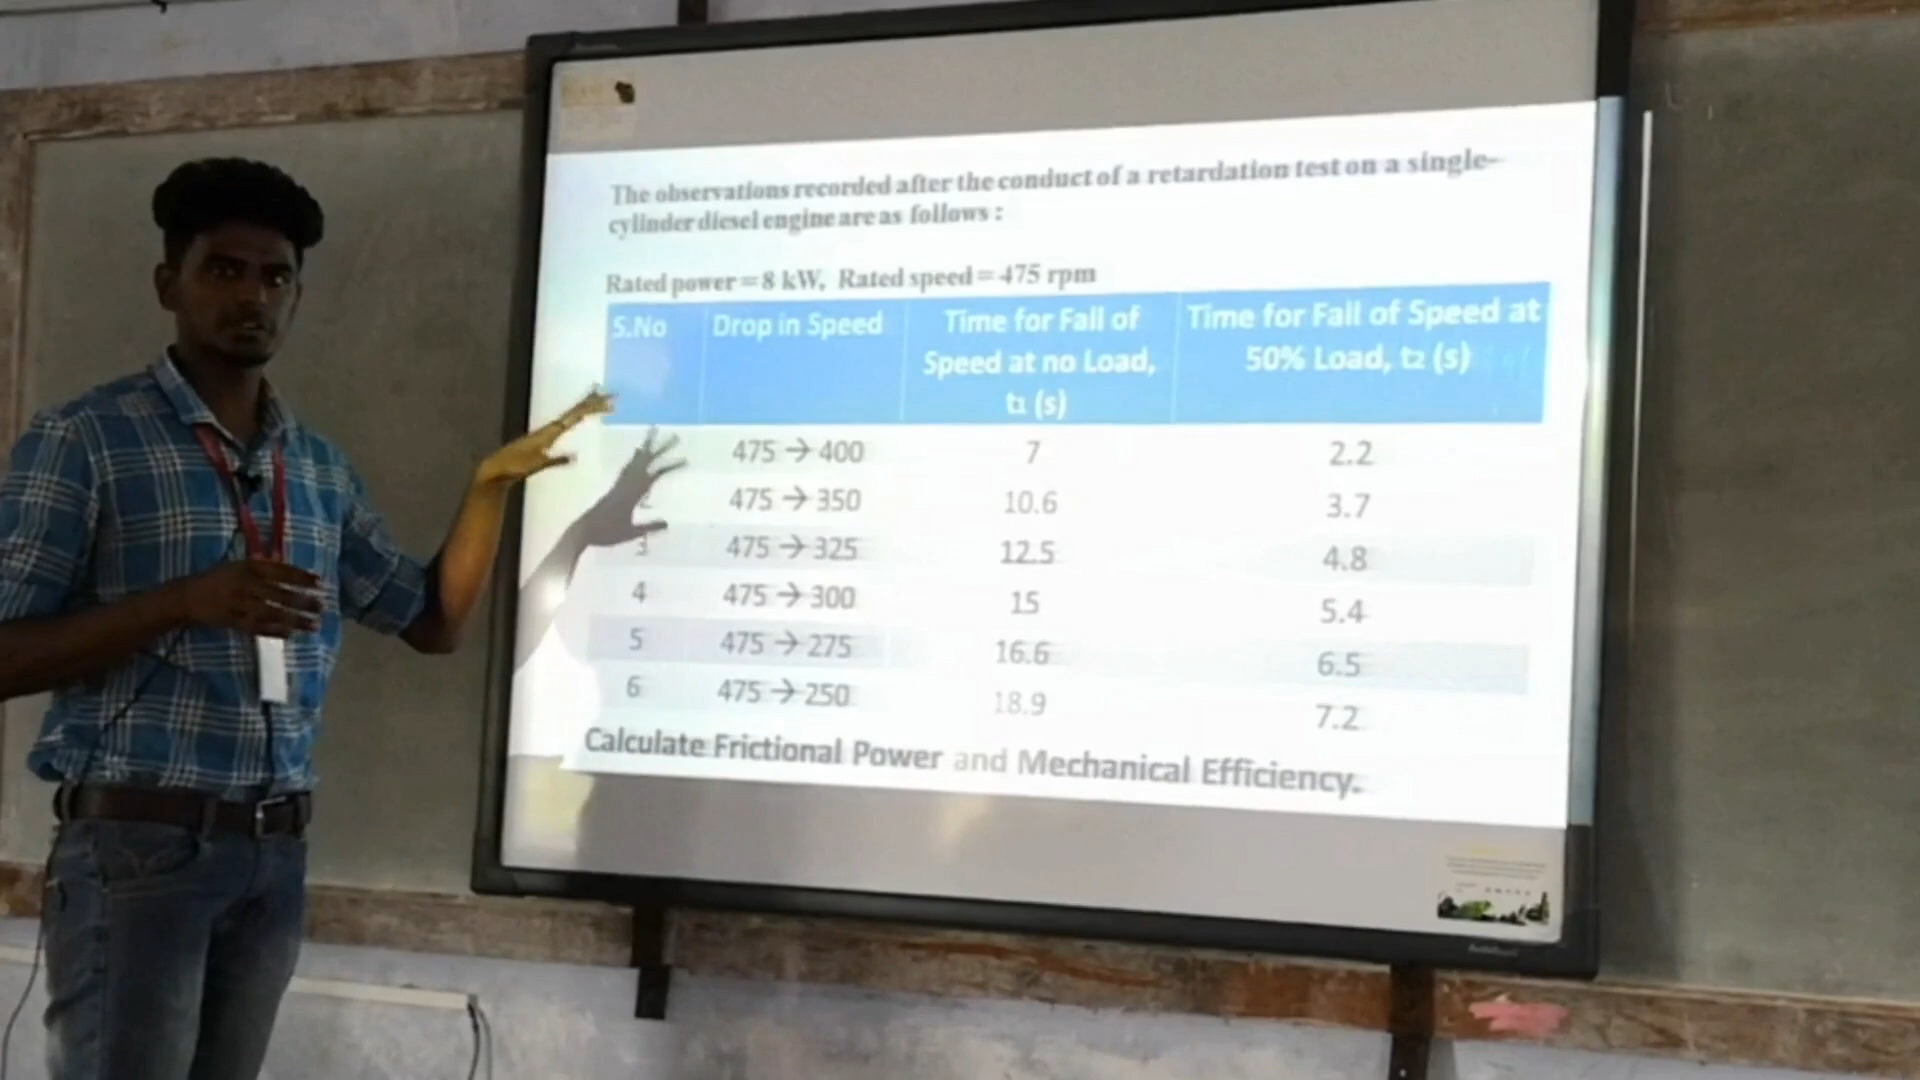 The observations recorded after the conduct of a retardation test on a single-
cylinder diesel engine are as follows :
Rated power = 8 kW, Rated speed = 475 rpm
S.No Drop in Speed Time for Fall of Speed at no Load, t1 (s) Time for Fall of Speed at 50% Load, t2 (s)
475 → 400 7 2.2
2 475 → 350 10.6 3.7
3 475 → 325 12.5 4.8
4 475 → 300 15 5.4
5 475 → 275 16.6 6.5
6 475 → 250 18.9 7.2
Calculate Frictional Power and Mechanical Efficiency.